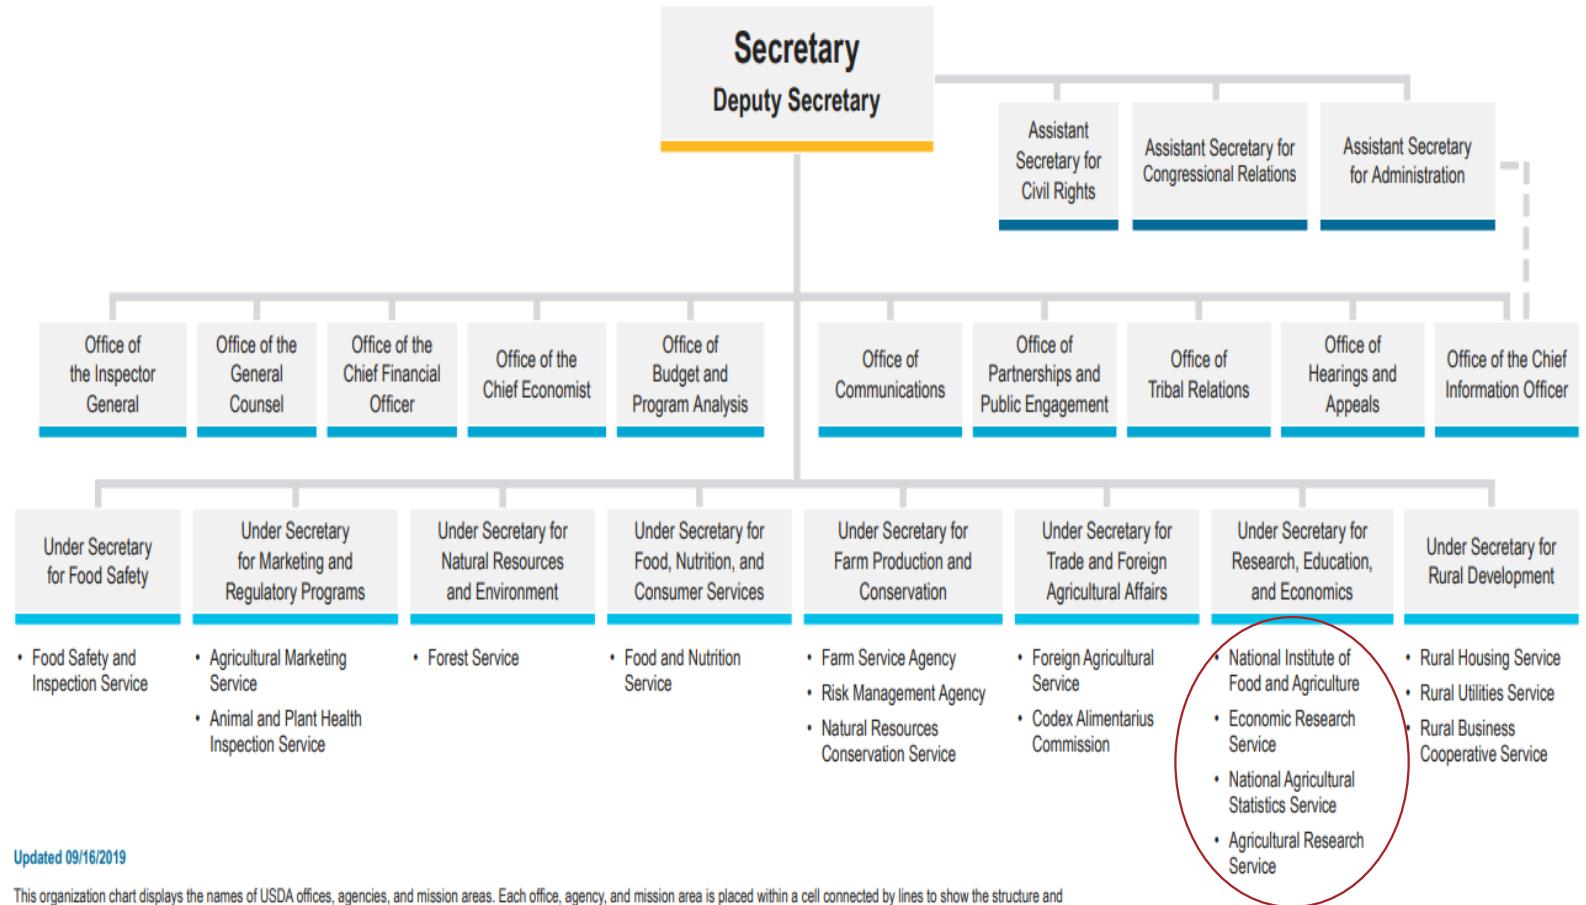 Secretary
Deputy Secretary
Assistant
Secretary for
Civil Rights
Assistant Secretary for
Congressional Relations
Assistant Secretary
for Administration
Office of
the Inspector
General
Office of the
General
Counsel
Office of the
Chief Financial
Officer
Office of the
Chief Economist
Office of
Budget and
Program Analysis
Office of
Communications
Office of
Partnerships and
Public Engagement
Office of
Tribal Relations
Office of
Hearings and
Appeals
Office of the Chief
Information Officer
Under Secretary
for Food Safety
• Food Safety and
Inspection Service
Under Secretary
for Marketing and
Regulatory Programs
• Agricultural Marketing
Service
• Animal and Plant Health
Inspection Service
Under Secretary for
Natural Resources
and Environment
• Forest Service
Under Secretary for
Food, Nutrition, and
Consumer Services
• Food and Nutrition
Service
Under Secretary for
Farm Production and
Conservation
• Farm Service Agency
• Risk Management Agency
• Natural Resources
Conservation Service
Under Secretary for
Trade and Foreign
Agricultural Affairs
• Foreign Agricultural
Service
• Codex Alimentarius
Commission
Under Secretary for
Research, Education,
and Economics
• National Institute of
Food and Agriculture
• Economic Research
Service
• National Agricultural
Statistics Service
• Agricultural Research
Service
Under Secretary for
Rural Development
• Rural Housing Service
• Rural Utilities Service
• Rural Business
Cooperative Service
Updated 09/16/2019
This organization chart displays the names of USDA offices, agencies, and mission areas. Each office, agency, and mission area is placed within a cell connected by lines to show the structure and